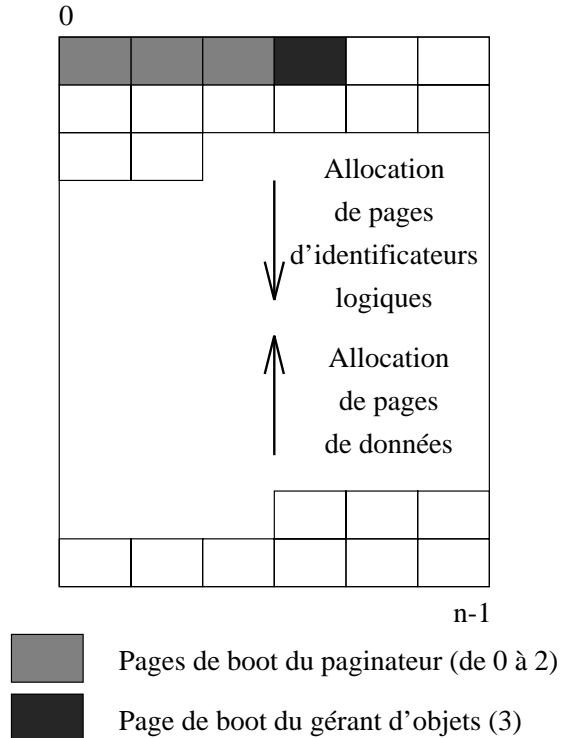 0
Allocation
de pages
d'identificateurs
logiques
Allocation
de pages
de données
n-1
Pages de boot du paginateur (de 0 à 2)
Page de boot du gérant d'objets (3)